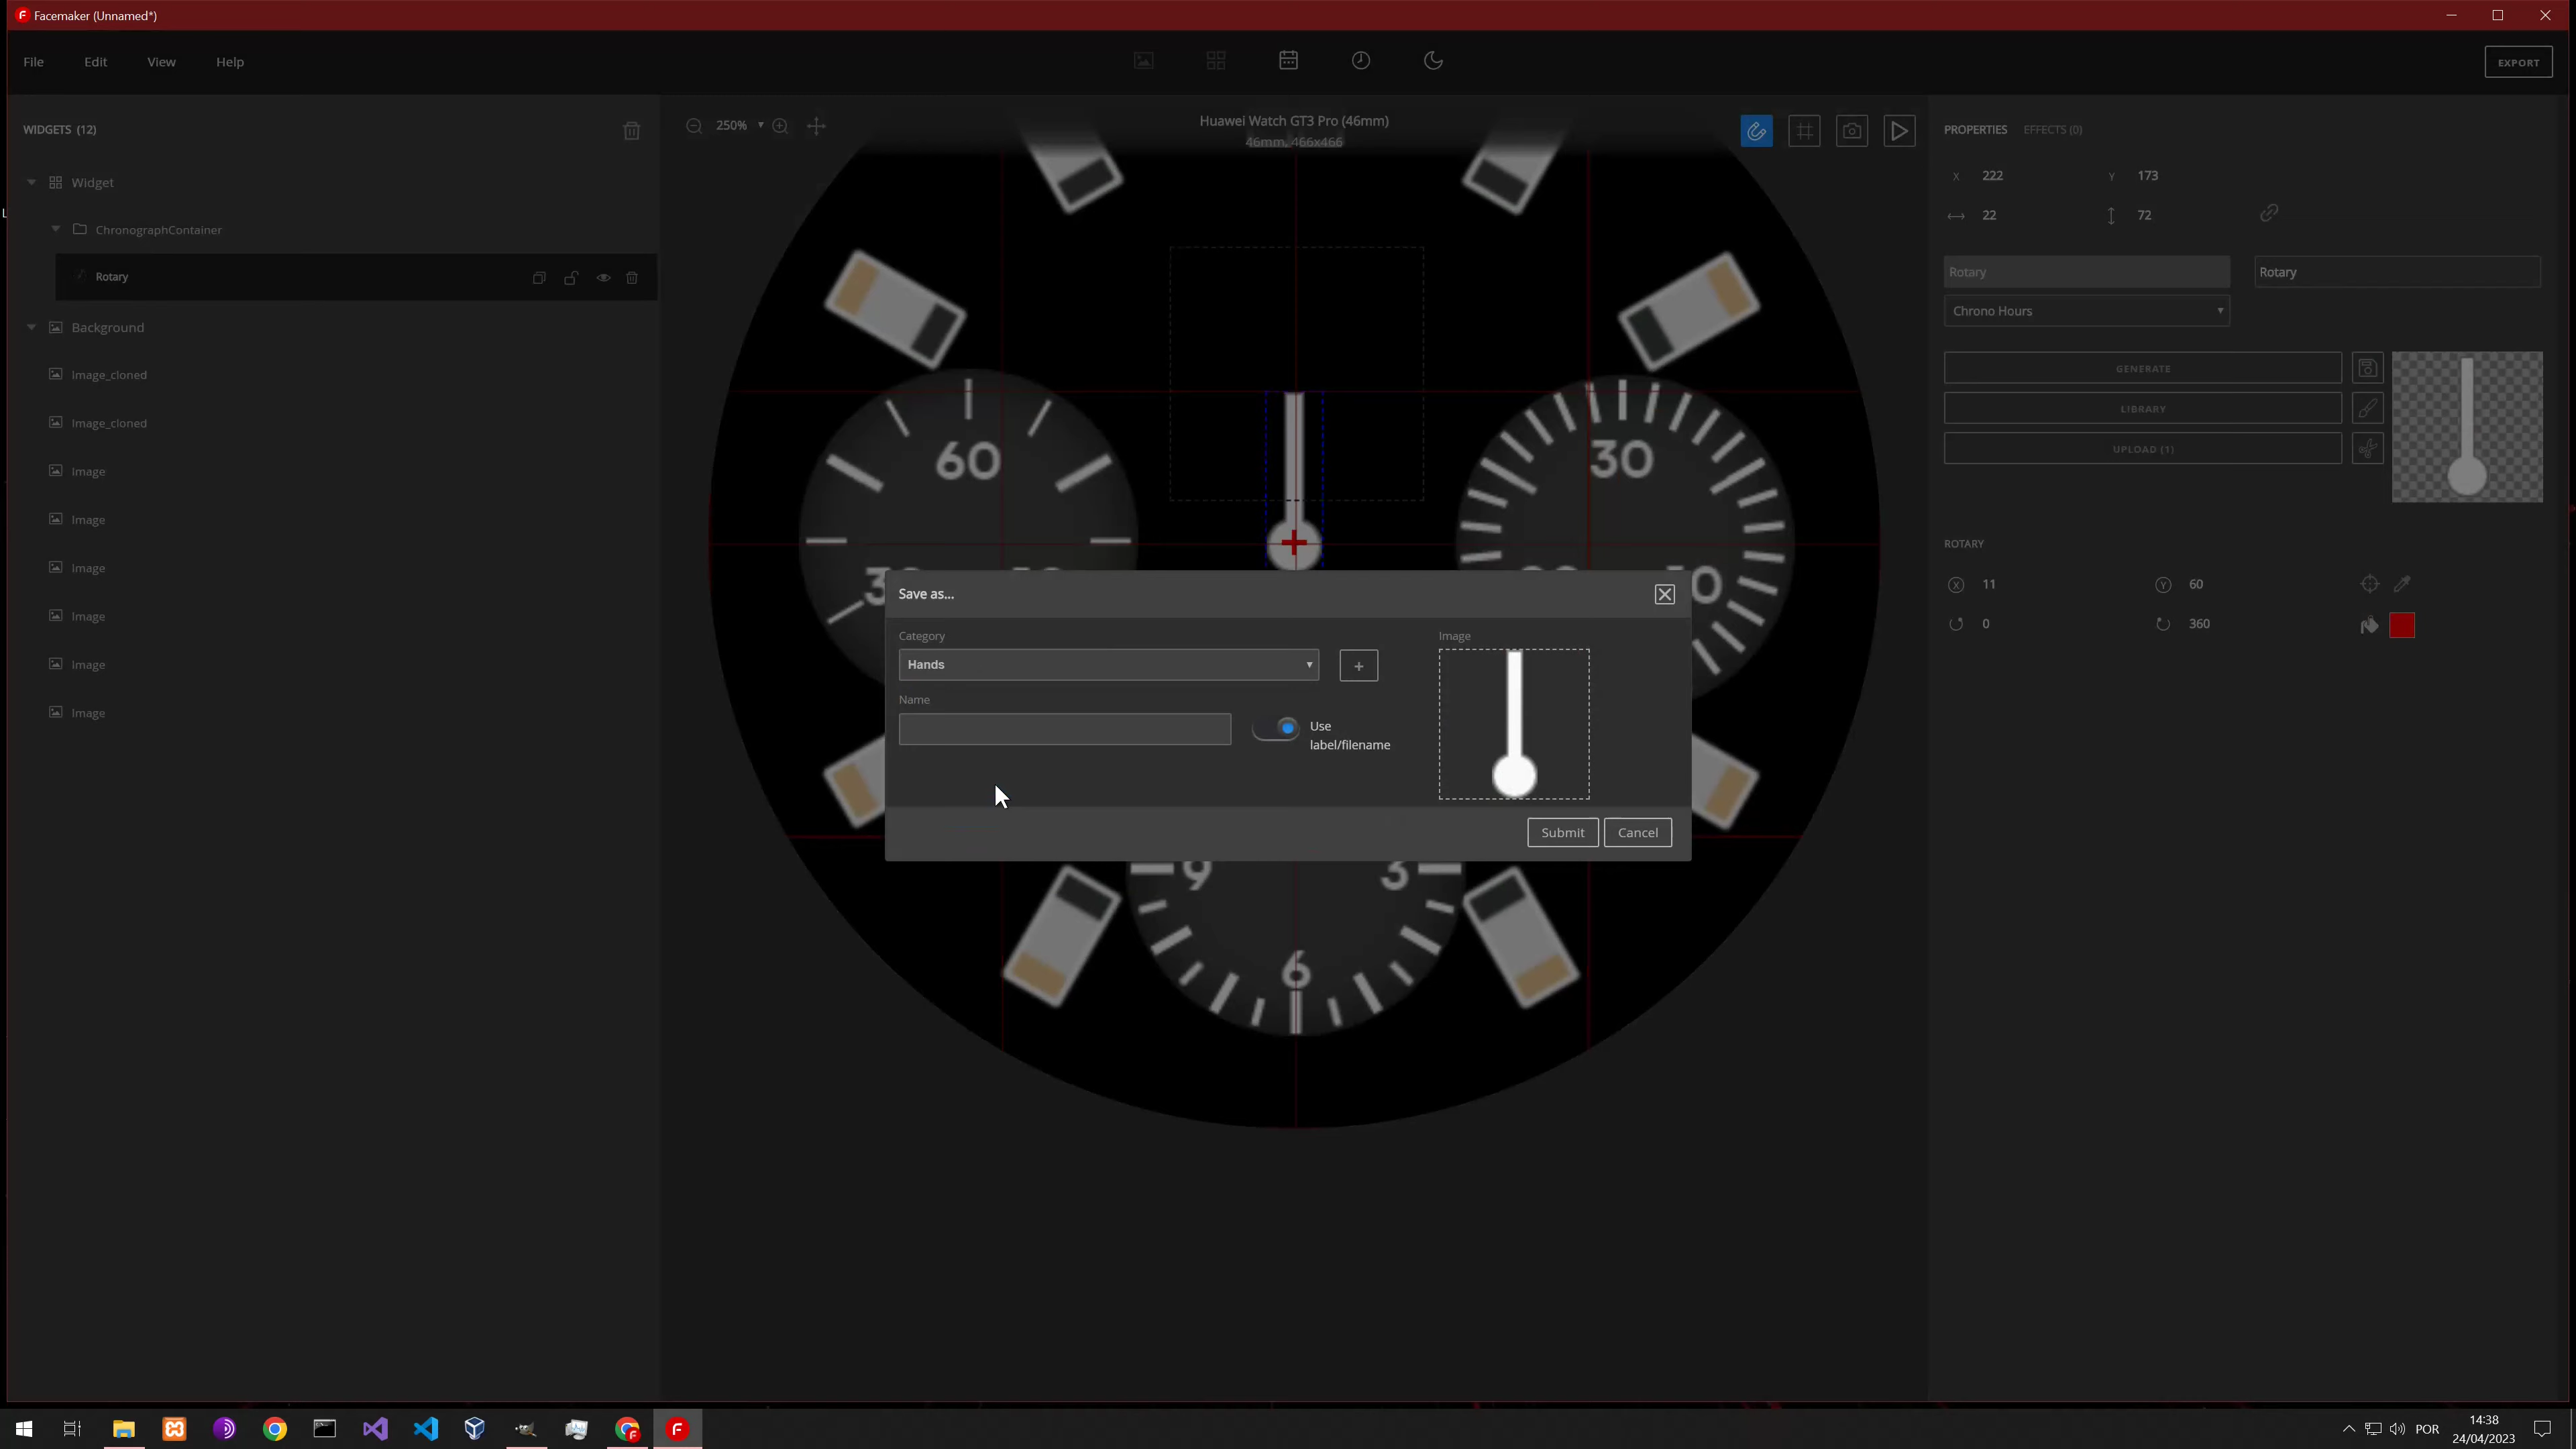 Facemaker (Unnamed*)
File Edit View Help
EXPORT
WIDGETS (12)
Widget
ChronographContainer
Rotary
Background
Image_cloned
Image_cloned
Image
Image
Image
Image
Image
Image
250%
Huawei Watch GT3 Pro (46mm)
46mm, 466x466
60
30
9
3
6
Save as...
Category
Hands
+
Name
Use
label/filename
Image
Submit Cancel
PROPERTIES EFFECTS (0)
X 222 Y 173
22 72
Rotary Rotary
Chrono Hours
GENERATE
LIBRARY
UPLOAD (1)
ROTARY
X 11 Y 60
0 360
POR
14:38
24/04/2023